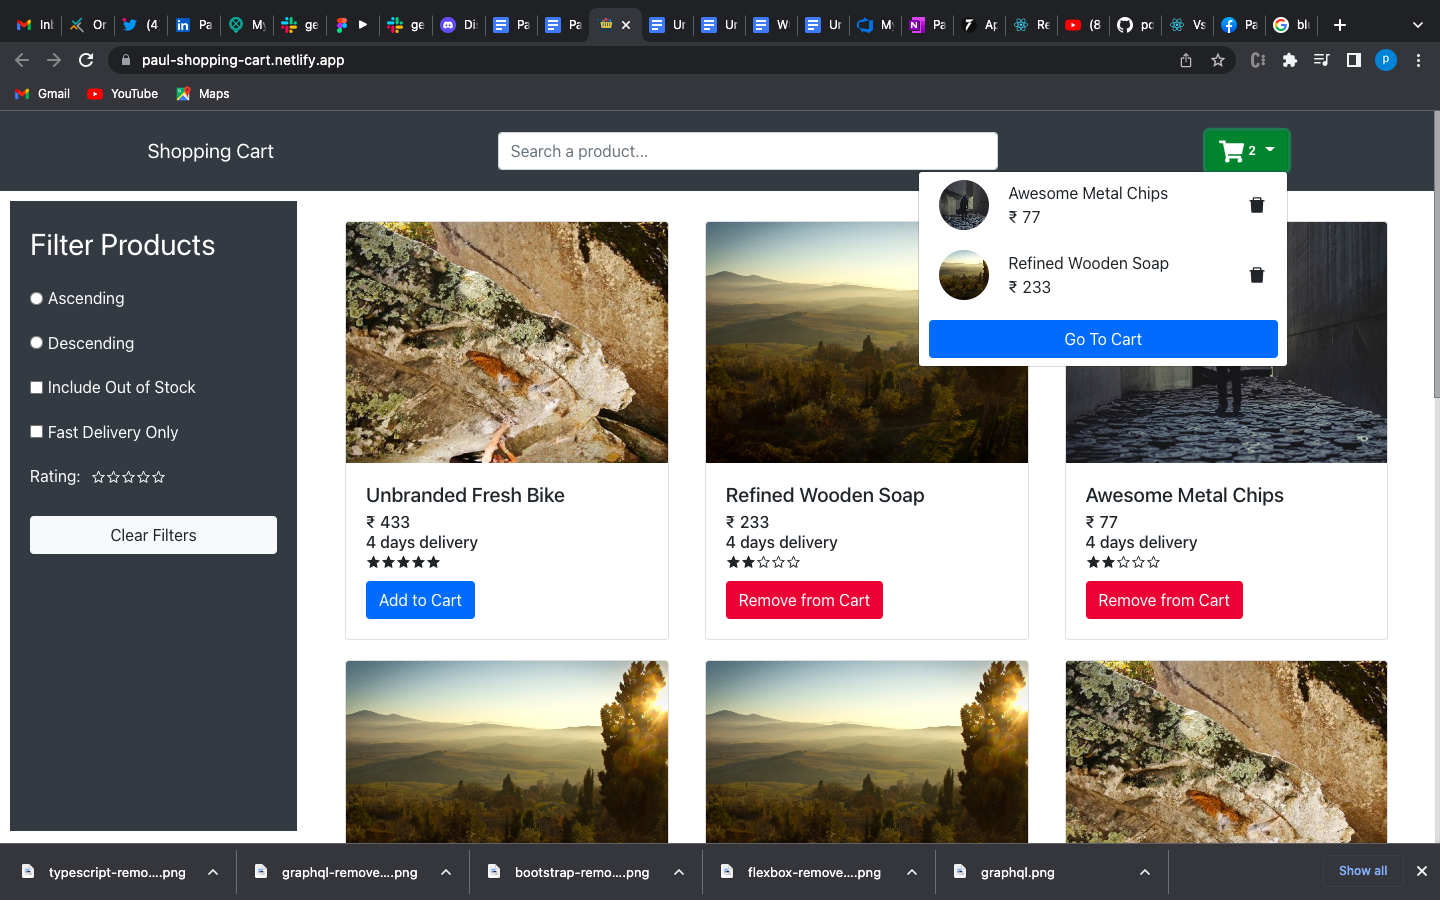 Inl
Or
(4
Pa
My
ge
ge
Dis
Pa
Pa
Ur
Ur
W
Ur
My
Pa
Ap
Re
(8
pc
Vs
Pa
blu
paul-shopping-cart.netlify.app
p
Gmail
YouTube
Maps
Shopping Cart
Search a product...
2
Awesome Metal Chips
₹ 77
Refined Wooden Soap
₹ 233
Go To Cart
Filter Products
Ascending
Descending
Include Out of Stock
Fast Delivery Only
Rating:
Clear Filters
Unbranded Fresh Bike
₹ 433
4 days delivery
Add to Cart
Refined Wooden Soap
₹ 233
4 days delivery
Remove from Cart
Awesome Metal Chips
₹ 77
4 days delivery
Remove from Cart
typescript-remo....png
graphql-remove....png
bootstrap-remo....png
flexbox-remove....png
graphql.png
Show all